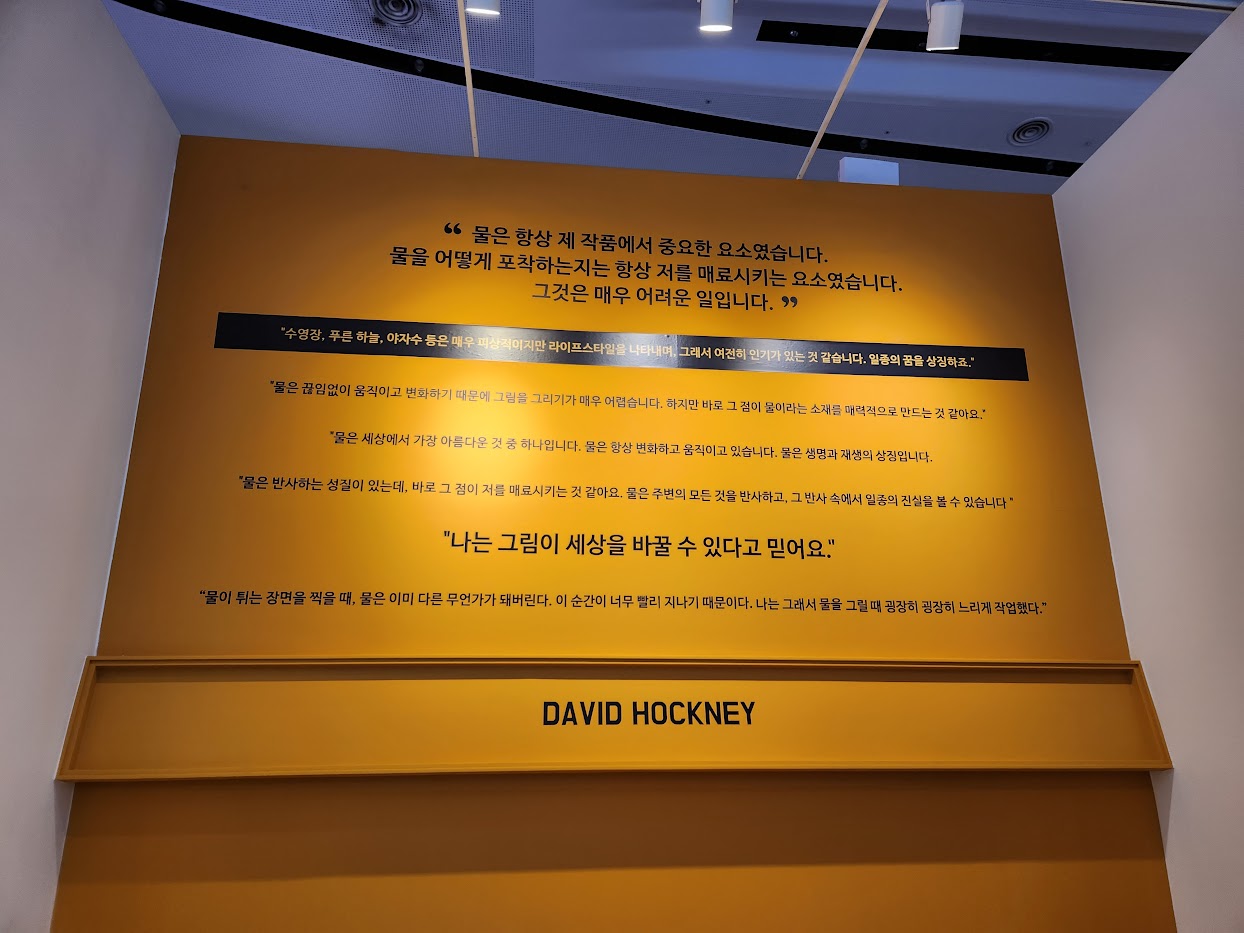 “ 물은 항상 제 작품에서 중요한 요소였습니다.
물을 어떻게 포착하는지는 항상 저를 매료시키는 요소였습니다.
그것은 매우 어려운 일입니다. ”
"수영장, 푸른 하늘, 야자수 등은 매우 피상적이지만 라이프스타일을 나타내며, 그래서 여전히 인기가 있는 것 같습니다. 일종의 꿈을 상징하죠."
"물은 끊임없이 움직이고 변화하기 때문에 그림을 그리기가 매우 어렵습니다. 하지만 바로 그 점이 물이라는 소재를 매력적으로 만드는 것 같아요."
"물은 세상에서 가장 아름다운 것 중 하나입니다. 물은 항상 변화하고 움직이고 있습니다. 물은 생명과 재생의 상징입니다.
"물은 반사하는 성질이 있는데, 바로 그 점이 저를 매료시키는 것 같아요. 물은 주변의 모든 것을 반사하고, 그 반사 속에서 일종의 진실을 볼 수 있습니다 "
"나는 그림이 세상을 바꿀 수 있다고 믿어요."
“물이 튀는 장면을 찍을 때, 물은 이미 다른 무언가가 돼버린다. 이 순간이 너무 빨리 지나기 때문이다. 나는 그래서 물을 그릴 때 굉장히 굉장히 느리게 작업했다.”
DAVID HOCKNEY